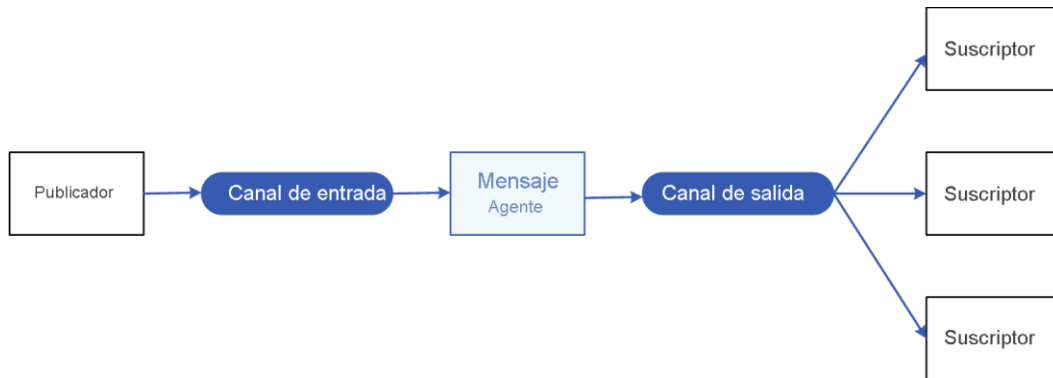 Suscriptor
Publicador
Canal de entrada
Mensaje
Agente
Canal de salida
Suscriptor
Suscriptor